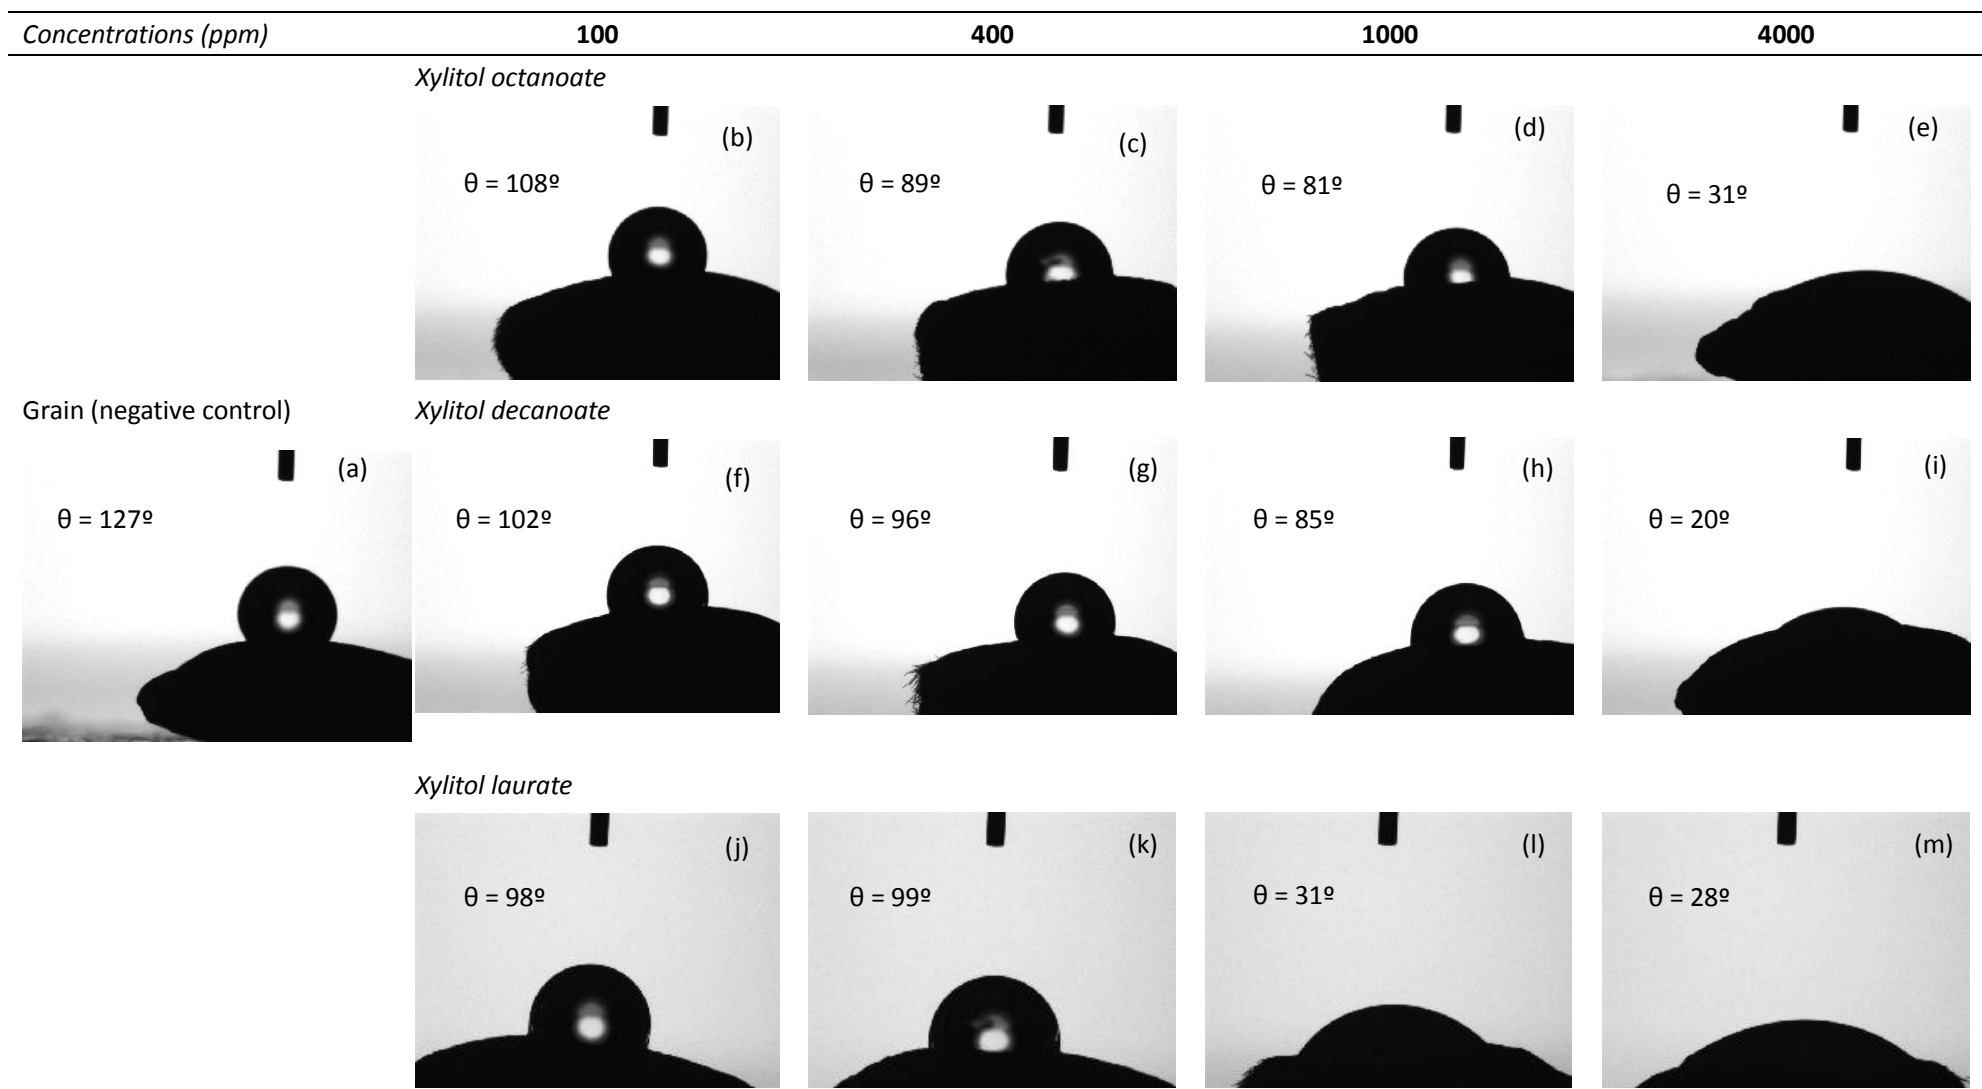 Concentrations (ppm) 100 400 1000 4000
Xylitol octanoate
(b) (c) (d) (e)
θ = 108º θ = 89º θ = 81º θ = 31º
Grain (negative control) Xylitol decanoate
(a) (f) (g) (h) (i)
θ = 127º θ = 102º θ = 96º θ = 85º θ = 20º
Xylitol laurate
(j) (k) (l) (m)
θ = 98º θ = 99º θ = 31º θ = 28º